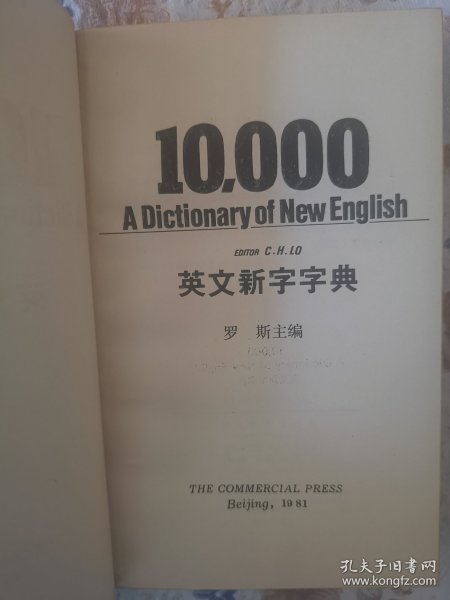 10,000
A Dictionary of New English
EDITOR C.H.LO
英文新字字典
罗 斯主编
THE COMMERCIAL PRESS
Beijing, 1981
孔夫子旧书网
www.kongfz.com